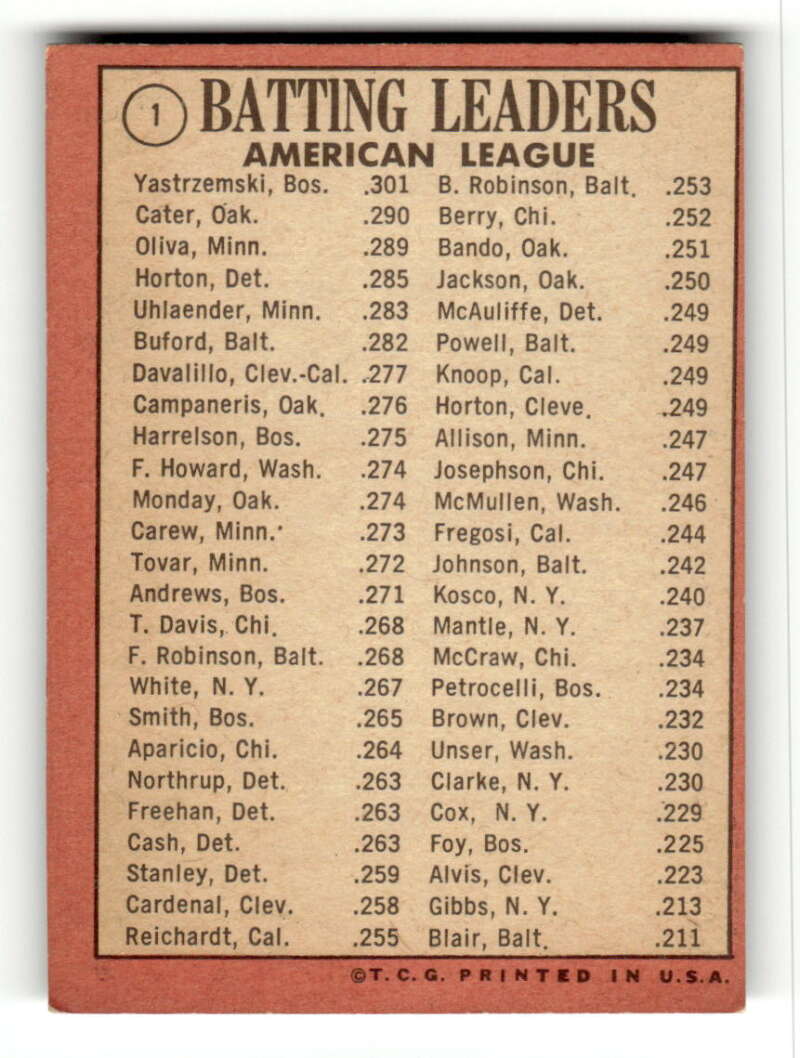 1
BATTING LEADERS
AMERICAN LEAGUE
Yastrzemski, Bos. .301
Cater, Oak. .290
Oliva, Minn. .289
Horton, Det. .285
Uhlaender, Minn. .283
Buford, Balt. .282
Davalillo, Clev.-Cal. .277
Campaneris, Oak. .276
Harrelson, Bos. .275
F. Howard, Wash. .274
Monday, Oak. .274
Carew, Minn. .273
Tovar, Minn. .272
Andrews, Bos. .271
T. Davis, Chi. .268
F. Robinson, Balt. .268
White, N. Y. .267
Smith, Bos. .265
Aparicio, Chi. .264
Northrup, Det. .263
Freehan, Det. .263
Cash, Det. .263
Stanley, Det. .259
Cardenal, Clev. .258
Reichardt, Cal. .255
B. Robinson, Balt. .253
Berry, Chi. .252
Bando, Oak. .251
Jackson, Oak. .250
McAuliffe, Det. .249
Powell, Balt. .249
Knoop, Cal. .249
Horton, Cleve. .249
Allison, Minn. .247
Josephson, Chi. .247
McMullen, Wash. .246
Fregosi, Cal. .244
Johnson, Balt. .242
Kosco, N. Y. .240
Mantle, N. Y. .237
McCraw, Chi. .234
Petrocelli, Bos. .234
Brown, Clev. .232
Unser, Wash. .230
Clarke, N. Y. .230
Cox, N. Y. .229
Foy, Bos. .225
Alvis, Clev. .223
Gibbs, N. Y. .213
Blair, Balt. .211
©T.C.G. PRINTED IN U.S.A.